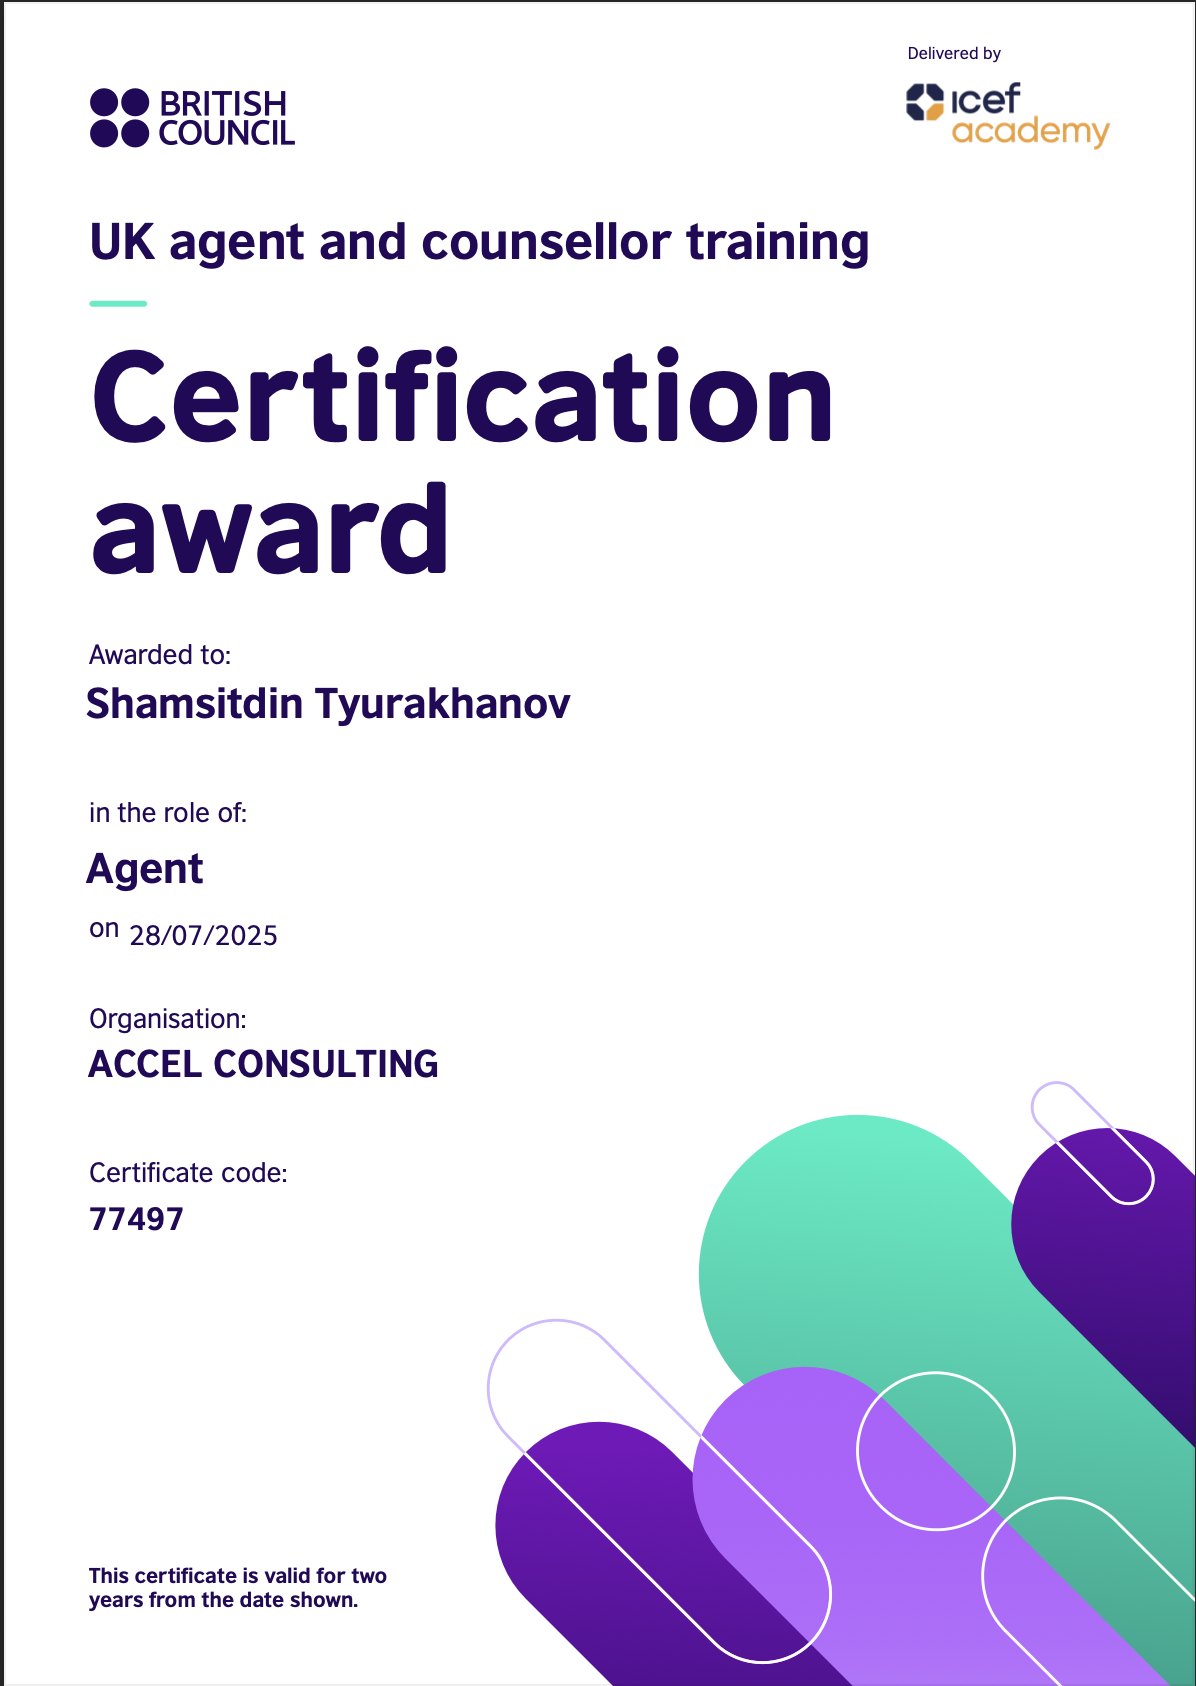 Delivered by
BRITISH
COUNCIL
icef
academy
UK agent and counsellor training
Certification
award
Awarded to:
Shamsitdin Tyurakhanov
in the role of:
Agent
on 28/07/2025
Organisation:
ACCEL CONSULTING
Certificate code:
77497
This certificate is valid for two
years from the date shown.